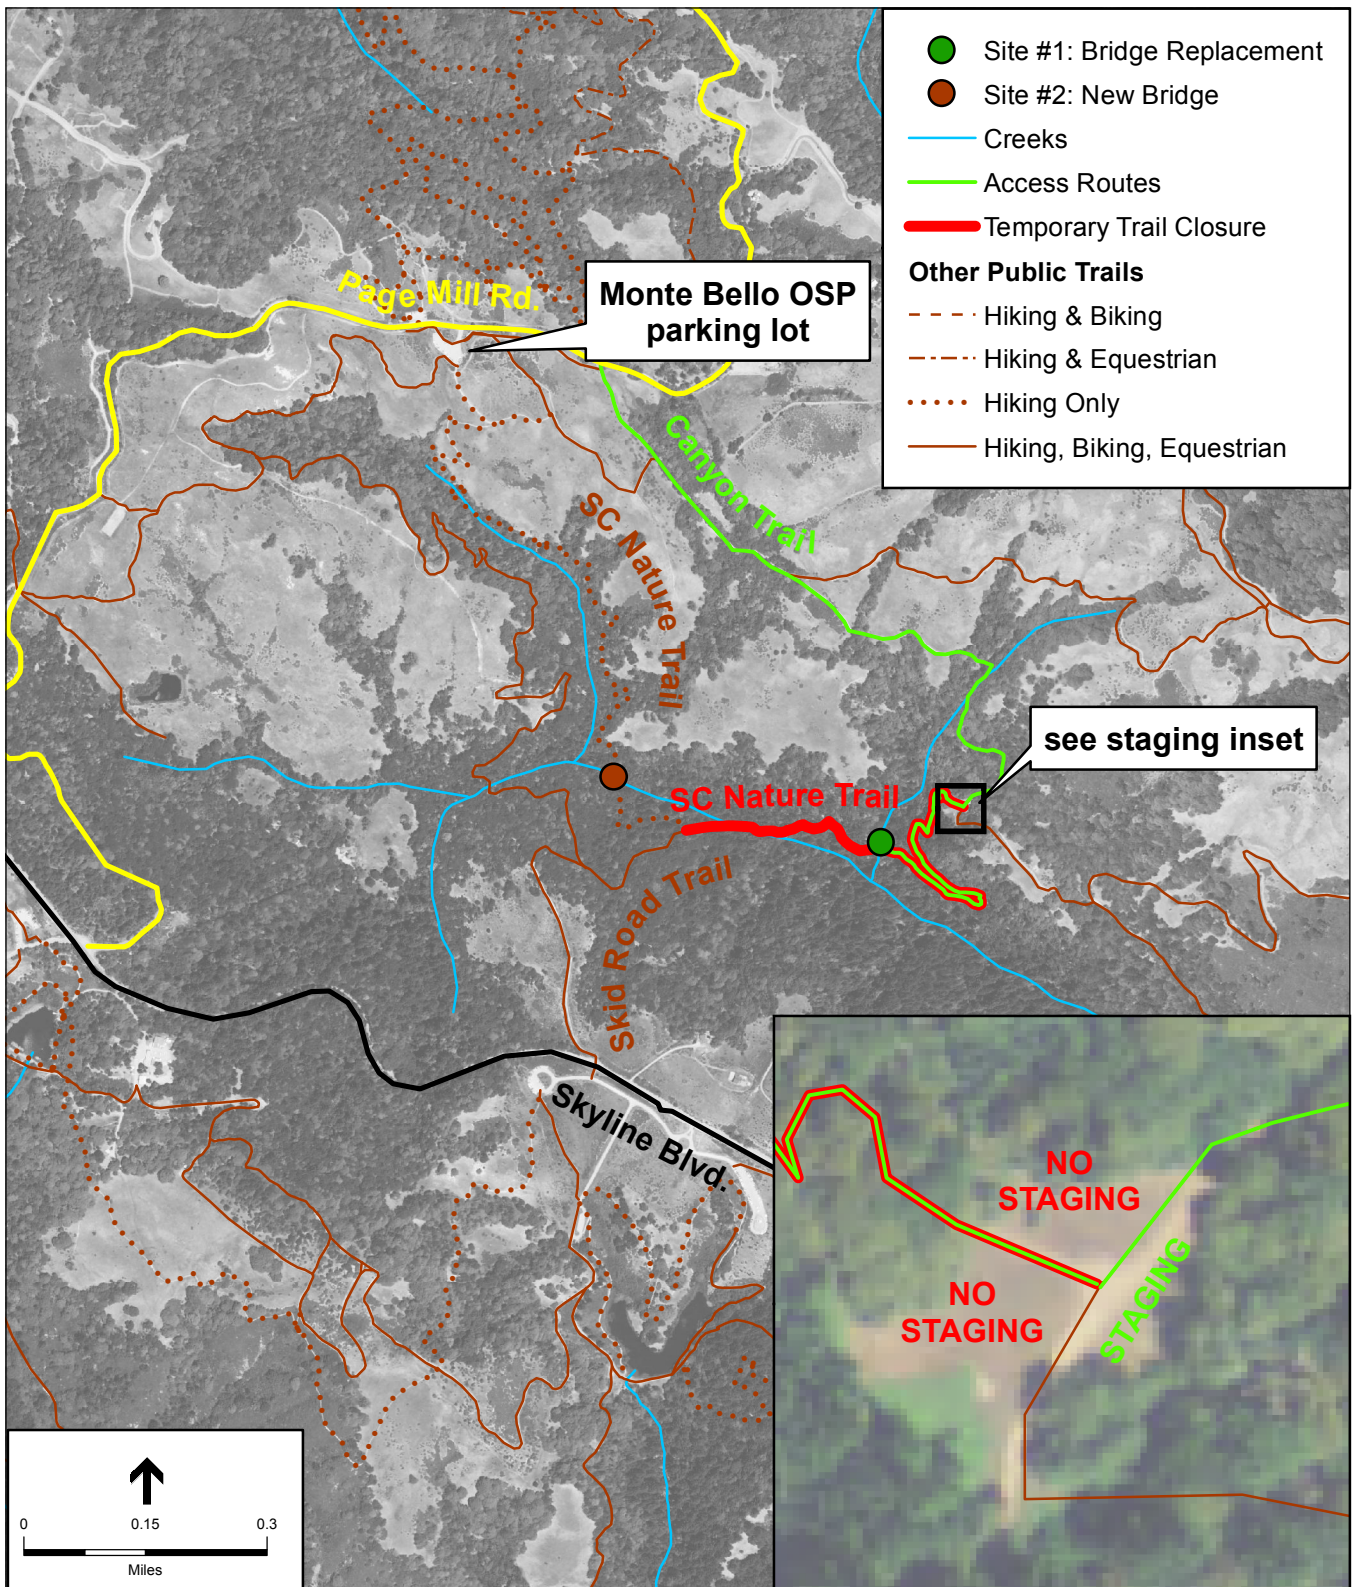 Site #1: Bridge Replacement
Site #2: New Bridge
Creeks
Access Routes
Temporary Trail Closure
Other Public Trails
Hiking & Biking
Hiking & Equestrian
Hiking Only
Hiking, Biking, Equestrian
Page Mill Rd.
Monte Bello OSP
parking lot
Canyon Trail
SC Nature Trail
see staging inset
SC Nature Trail
Skid Road Trail
Skyline Blvd.
NO
STAGING
NO
STAGING
STAGING
0 0.15 0.3
Miles